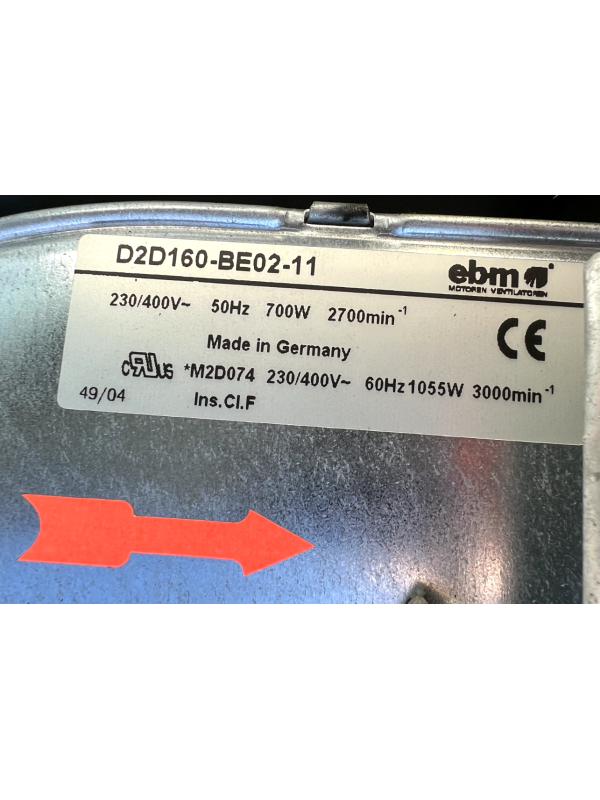 D2D160-BE02-11
ebm
MOTOREN VENTILATOREN
230/400V~ 50Hz 700W 2700min⁻¹
CE
Made in Germany
cRUus *M2D074 230/400V~ 60Hz 1055W 3000min⁻¹
49/04 Ins.Cl.F